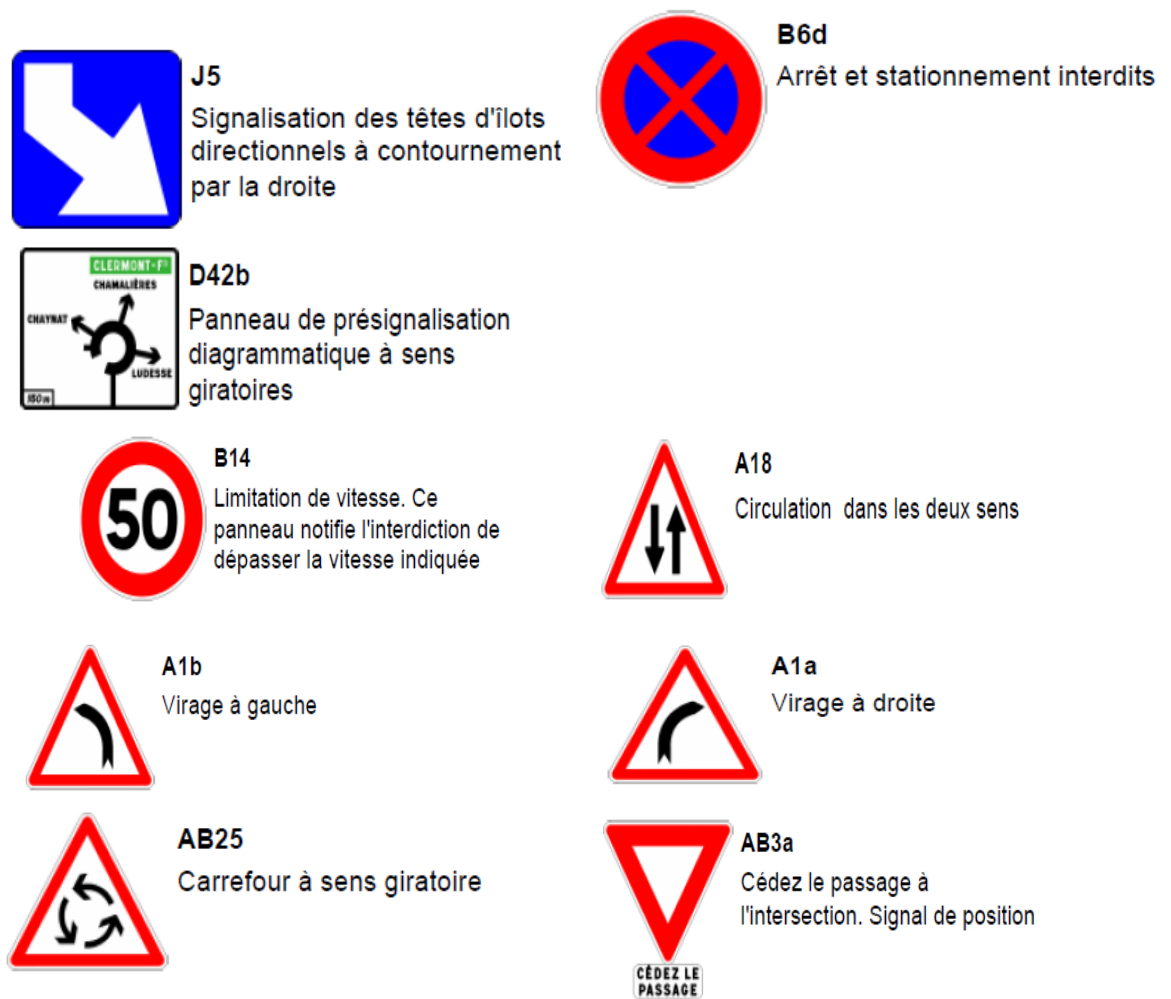 J5
Signalisation des têtes d'îlots
directionnels à contournement
par la droite
B6d
Arrêt et stationnement interdits
CLERMONT-Fᴰ
CHAMALIÈRES
CHAYNAT
LUDESSE
150m
D42b
Panneau de présignalisation
diagrammatique à sens
giratoires
50
B14
Limitation de vitesse. Ce
panneau notifie l'interdiction de
dépasser la vitesse indiquée
A18
Circulation dans les deux sens
A1b
Virage à gauche
A1a
Virage à droite
AB25
Carrefour à sens giratoire
AB3a
Cédez le passage à
l'intersection. Signal de position
CÉDEZ LE
PASSAGE